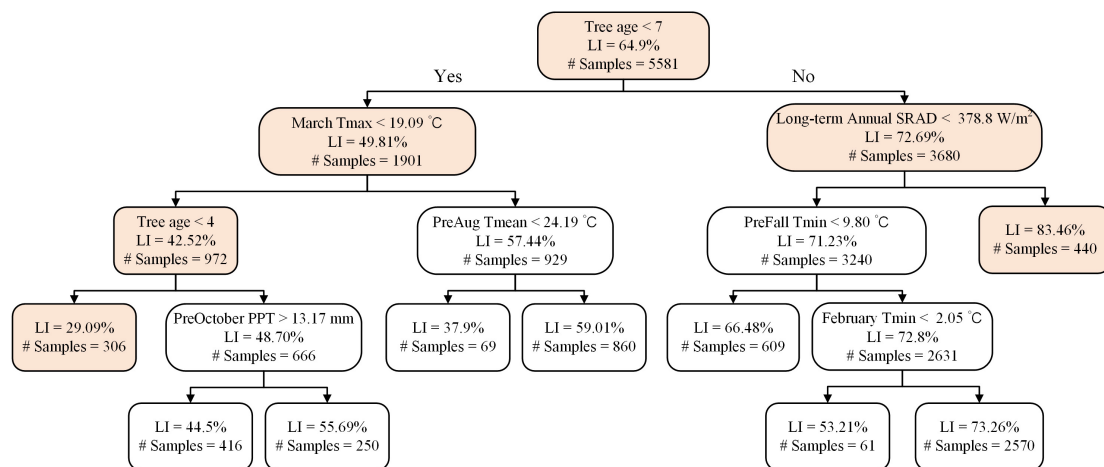 Tree age < 7
LI = 64.9%
# Samples = 5581
Yes
No
March Tmax < 19.09 ℃
LI = 49.81%
# Samples = 1901
Long-term Annual SRAD < 378.8 W/m²
LI = 72.69%
# Samples = 3680
Tree age < 4
LI = 42.52%
# Samples = 972
PreAug Tmean < 24.19 ℃
LI = 57.44%
# Samples = 929
PreFall Tmin < 9.80 ℃
LI = 71.23%
# Samples = 3240
LI = 83.46%
# Samples = 440
LI = 29.09%
# Samples = 306
PreOctober PPT > 13.17 mm
LI = 48.70%
# Samples = 666
LI = 37.9%
# Samples = 69
LI = 59.01%
# Samples = 860
LI = 66.48%
# Samples = 609
February Tmin < 2.05 ℃
LI = 72.8%
# Samples = 2631
LI = 44.5%
# Samples = 416
LI = 55.69%
# Samples = 250
LI = 53.21%
# Samples = 61
LI = 73.26%
# Samples = 2570